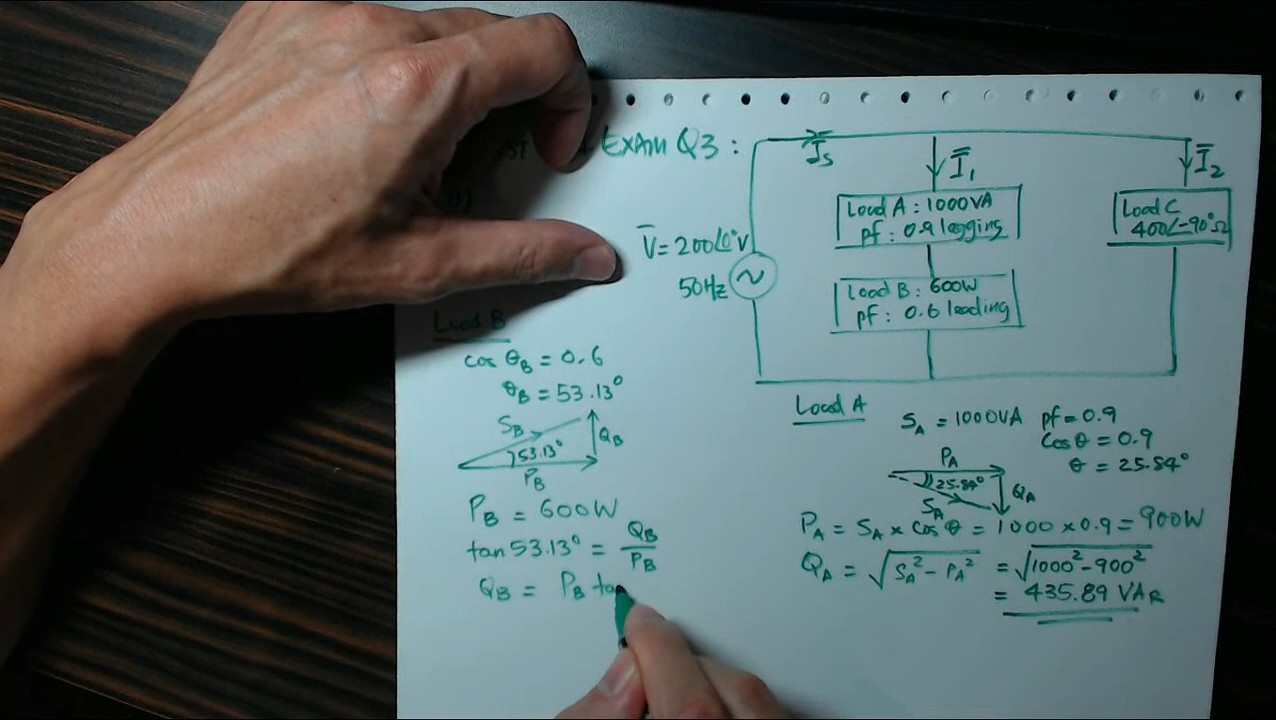 EXAM Q3 :
I̅s
I̅₁
I̅₂
Load A : 1000VA
pf : 0.9 lagging
Load C
400∠-90°Ω
V̅ = 200∠0°V
50Hz
Load B : 600W
pf : 0.6 leading
Load B
cos θB = 0.6
θB = 53.13°
SB
53.13°
QB
PB
PB = 600W
tan 53.13° = QB/PB
QB = PB ta
Load A
SA = 1000VA pf = 0.9
Cos θ = 0.9
θ = 25.84°
PA
25.84°
QA
SA
PA = SA × Cos θ = 1000 × 0.9 = 900W
QA = √(SA² - PA²) = √(1000² - 900²)
= 435.89 VAR